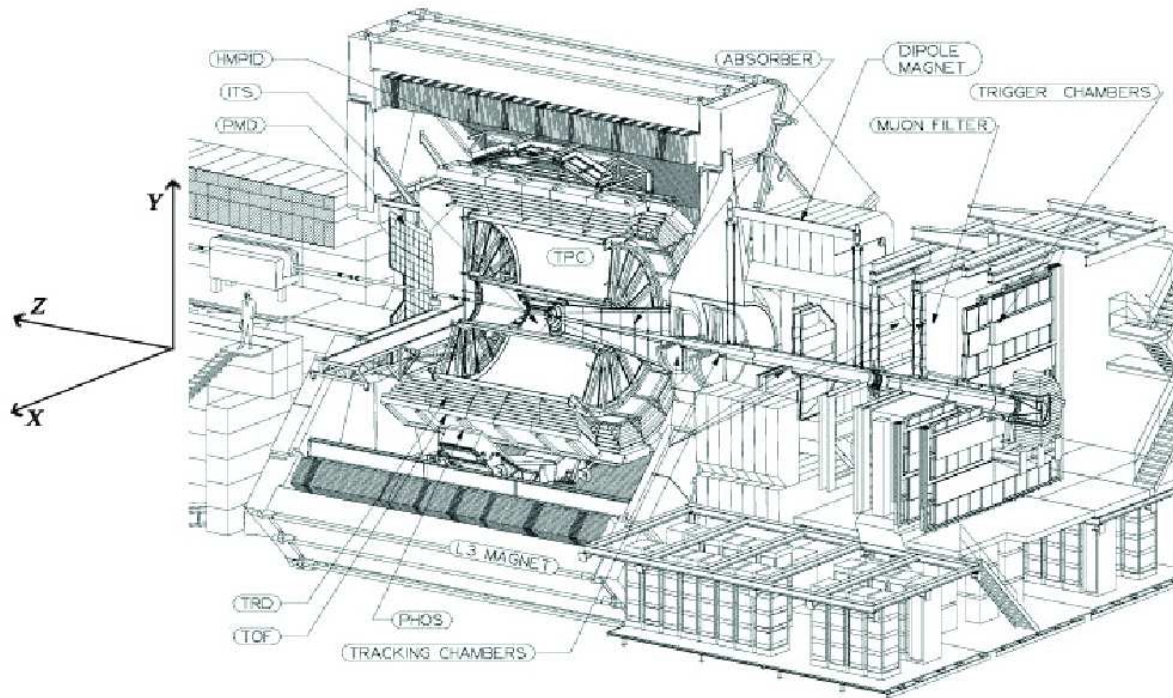 HMPID
ITS
PMD
ABSORBER
DIPOLE
MAGNET
TRIGGER CHAMBERS
MUON FILTER
Y
Z
X
TPC
L3 MAGNET
TRD
TOF
PHOS
TRACKING CHAMBERS